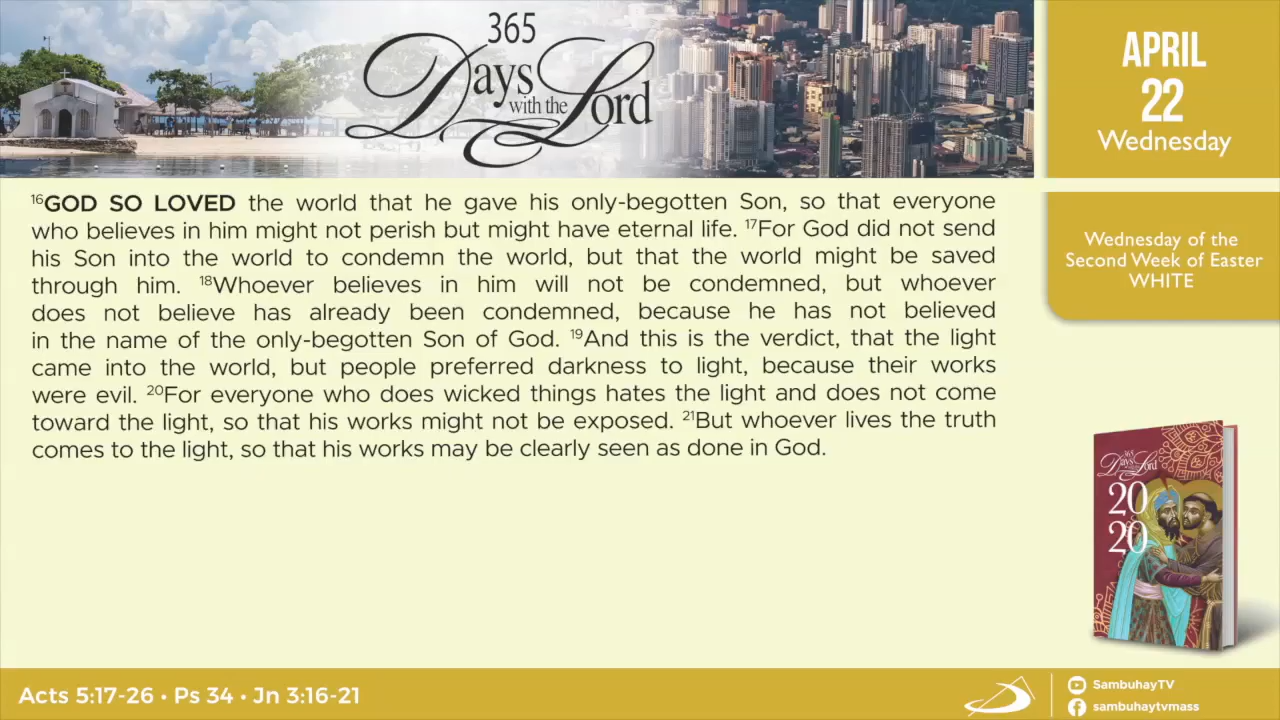 365
Days
with the
Lord
APRIL
22
Wednesday
Wednesday of the
Second Week of Easter
WHITE
¹⁶GOD SO LOVED the world that he gave his only-begotten Son, so that everyone
who believes in him might not perish but might have eternal life. ¹⁷For God did not send
his Son into the world to condemn the world, but that the world might be saved
through him. ¹⁸Whoever believes in him will not be condemned, but whoever
does not believe has already been condemned, because he has not believed
in the name of the only-begotten Son of God. ¹⁹And this is the verdict, that the light
came into the world, but people preferred darkness to light, because their works
were evil. ²⁰For everyone who does wicked things hates the light and does not come
toward the light, so that his works might not be exposed. ²¹But whoever lives the truth
comes to the light, so that his works may be clearly seen as done in God.
365
Days
with the
Lord
20
20
Acts 5:17-26 • Ps 34 • Jn 3:16-21
SambuhayTV
sambuhaytvmass